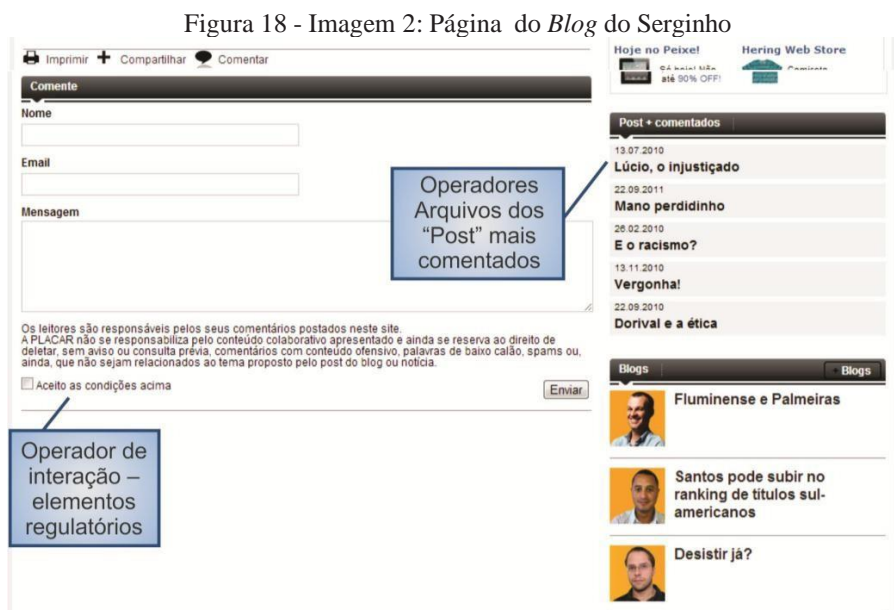 Figura 18 - Imagem 2: Página do Blog do Serginho
Imprimir + Compartilhar Comentar
Comente
Nome
Email
Mensagem
Os leitores são responsáveis pelos seus comentários postados neste site.
A PLACAR não se responsabiliza pelo conteúdo colaborativo apresentado e ainda se reserva ao direito de
deletar, sem aviso ou consulta prévia, comentários com conteúdo ofensivo, palavras de baixo calão, spams ou,
ainda, que não sejam relacionados ao tema proposto pelo post do blog ou notícia.
Aceito as condições acima
Enviar
Operador de
interação –
elementos
regulatórios
Operadores
Arquivos dos
“Post” mais
comentados
Hoje no Peixe!
até 90% OFF!
Hering Web Store
Post + comentados
13.07.2010
Lúcio, o injustiçado
22.09.2011
Mano perdidinho
26.02.2010
E o racismo?
13.11.2010
Vergonha!
22.09.2010
Dorival e a ética
Blogs
Blogs
Fluminense e Palmeiras
Santos pode subir no
ranking de títulos sul-
americanos
Desistir já?